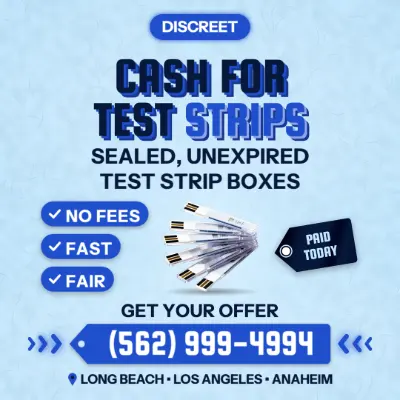 DISCREET
CASH FOR
TEST STRIPS
SEALED, UNEXPIRED
TEST STRIP BOXES
NO FEES
FAST
FAIR
PAID
TODAY
GET YOUR OFFER
(562) 999-4994
LONG BEACH • LOS ANGELES • ANAHEIM